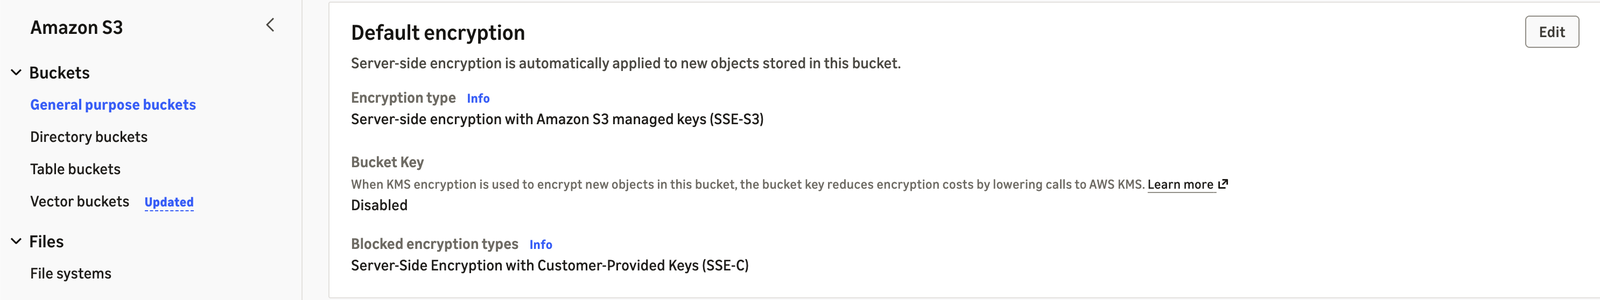 Amazon S3
Buckets
General purpose buckets
Directory buckets
Table buckets
Vector buckets Updated
Files
File systems
Default encryption
Edit
Server-side encryption is automatically applied to new objects stored in this bucket.
Encryption type Info
Server-side encryption with Amazon S3 managed keys (SSE-S3)
Bucket Key
When KMS encryption is used to encrypt new objects in this bucket, the bucket key reduces encryption costs by lowering calls to AWS KMS. Learn more
Disabled
Blocked encryption types Info
Server-Side Encryption with Customer-Provided Keys (SSE-C)